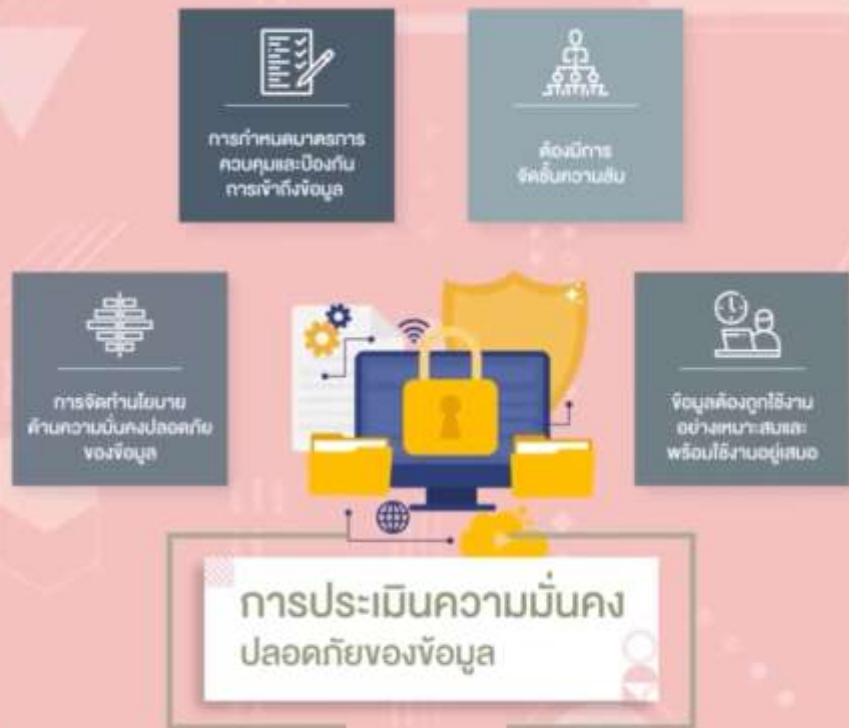 การกำหนดมาตรการ
ควบคุมและป้องกัน
การเข้าถึงข้อมูล
ต้องมีการ
จัดชั้นความลับ
การจัดทำนโยบาย
ด้านความมั่นคงปลอดภัย
ของข้อมูล
ข้อมูลต้องถูกใช้งาน
อย่างเหมาะสมและ
พร้อมใช้งานอยู่เสมอ
การประเมินความมั่นคง
ปลอดภัยของข้อมูล